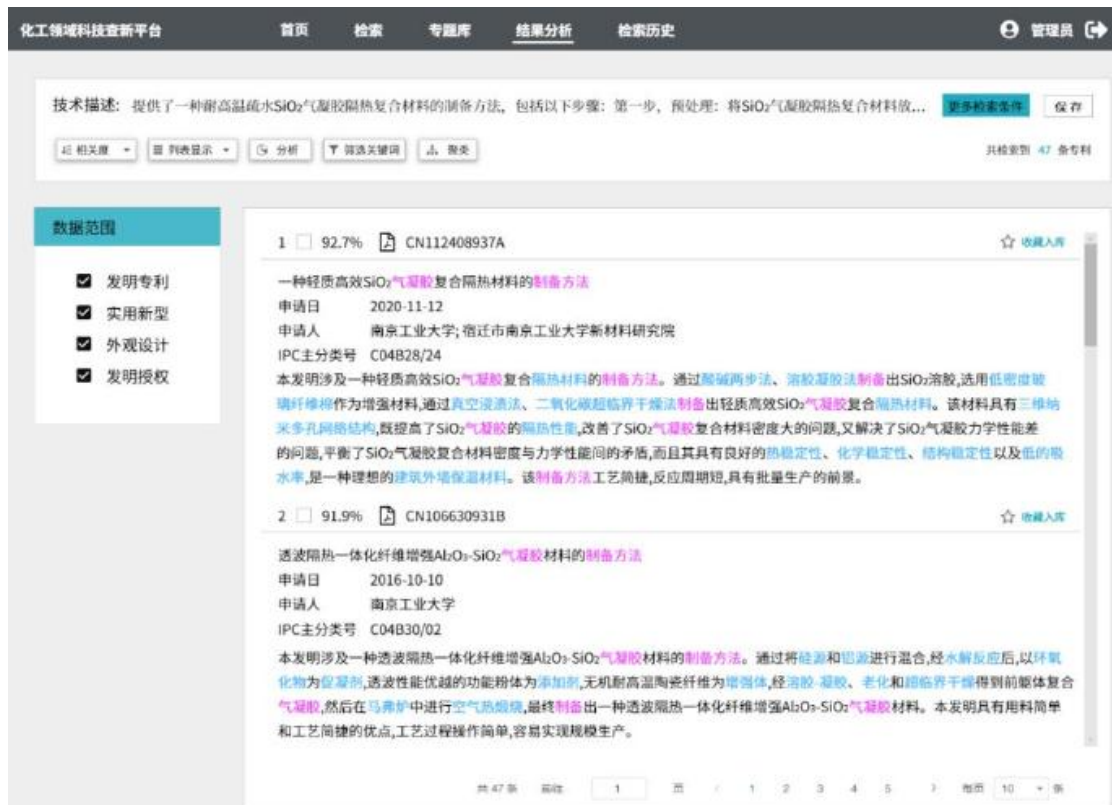 化工领域科技查新平台 首页 检索 专题库 结果分析 检索历史 管理员
技术描述: 提供了一种耐高温疏水SiO₂气凝胶隔热复合材料的制备方法, 包括以下步骤: 第一步, 预处理: 将SiO₂气凝胶隔热复合材料放... 更多检索条件 保存
相关度 列表显示 分析 筛选关键词 聚类 共检索到 47 条专利
数据范围
发明专利
实用新型
外观设计
发明授权
1 92.7% CN112408937A 收藏入库
一种轻质高效SiO₂气凝胶复合隔热材料的制备方法
申请日 2020-11-12
申请人 南京工业大学; 宿迁市南京工业大学新材料研究院
IPC主分类号 C04B28/24
本发明涉及一种轻质高效SiO₂气凝胶复合隔热材料的制备方法。通过酸碱两步法、溶胶凝胶法制备出SiO₂溶胶,选用低密度玻
璃纤维棉作为增强材料,通过真空浸渍法、二氧化碳超临界干燥法制备出轻质高效SiO₂气凝胶复合隔热材料。该材料具有三维纳
米多孔网络结构,既提高了SiO₂气凝胶的隔热性能,改善了SiO₂气凝胶复合材料密度大的问题,又解决了SiO₂气凝胶力学性能差
的问题,平衡了SiO₂气凝胶复合材料密度与力学性能间的矛盾,而且其具有良好的热稳定性、化学稳定性、结构稳定性以及低的吸
水率,是一种理想的建筑外墙保温材料。该制备方法工艺简捷,反应周期短,具有批量生产的前景。
2 91.9% CN106630931B 收藏入库
透波隔热一体化纤维增强Al₂O₃-SiO₂气凝胶材料的制备方法
申请日 2016-10-10
申请人 南京工业大学
IPC主分类号 C04B30/02
本发明涉及一种透波隔热一体化纤维增强Al₂O₃-SiO₂气凝胶材料的制备方法。通过将硅源和铝源进行混合,经水解反应后,以环氧
化物为促凝剂,透波性能优越的功能粉体为添加剂,无机耐高温陶瓷纤维为增强体,经溶胶-凝胶、老化和超临界干燥得到前驱体复合
气凝胶,然后在马弗炉中进行空气热煅烧,最终制备出一种透波隔热一体化纤维增强Al₂O₃-SiO₂气凝胶材料。本发明具有用料简单
和工艺简捷的优点,工艺过程操作简单,容易实现规模生产。
共 47 条 前往 1 页 1 2 3 4 5 每页 10 条